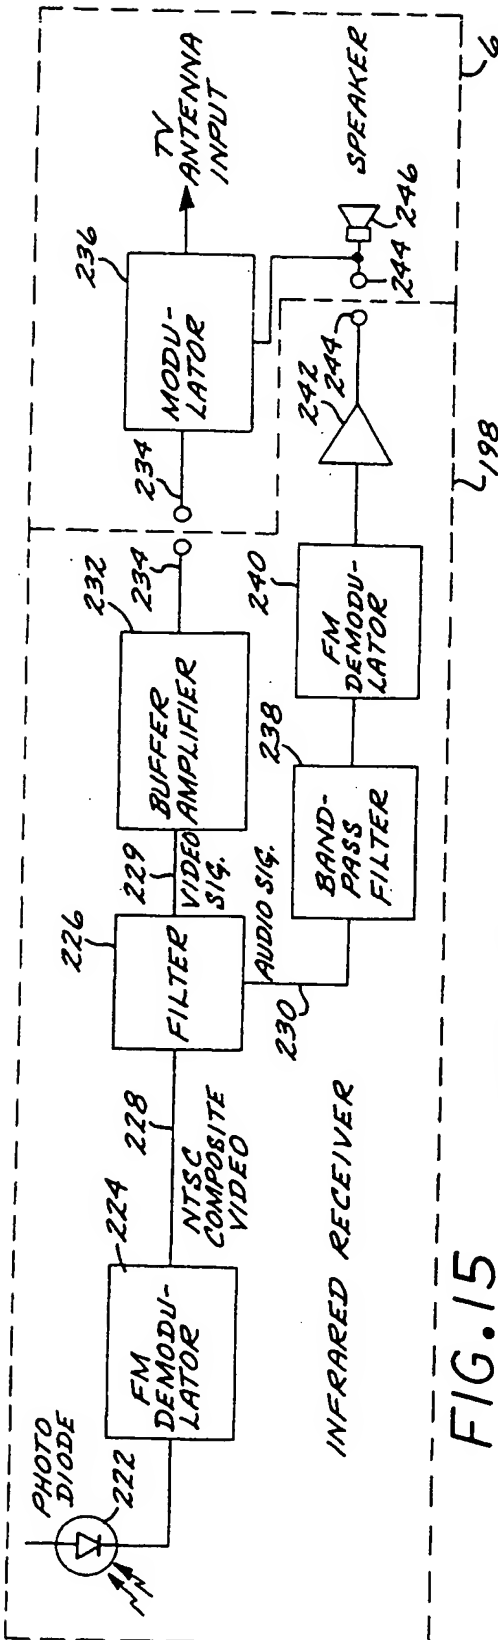 PHOTO
DIODE
222
224
FM
DEMODU-
LATOR
228
NTSC
COMPOSITE
VIDEO
226
FILTER
229
VIDEO
SIG.
AUDIO SIG.
230
232
BUFFER
AMPLIFIER
234
234
236
MODU-
LATOR
TV
ANTENNA
INPUT
238
BAND-
PASS
FILTER
240
FM
DEMODU-
LATOR
242
244
244
246
SPEAKER
6
198
INFRARED RECEIVER
FIG. 15